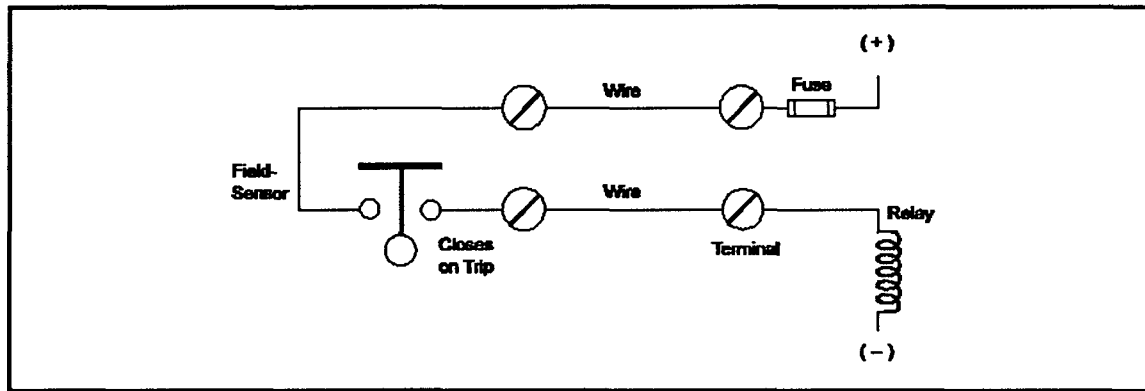 (+)
Fuse
Wire
Field-
Sensor
Wire
Relay
Closes
on Trip
Terminal
(-)